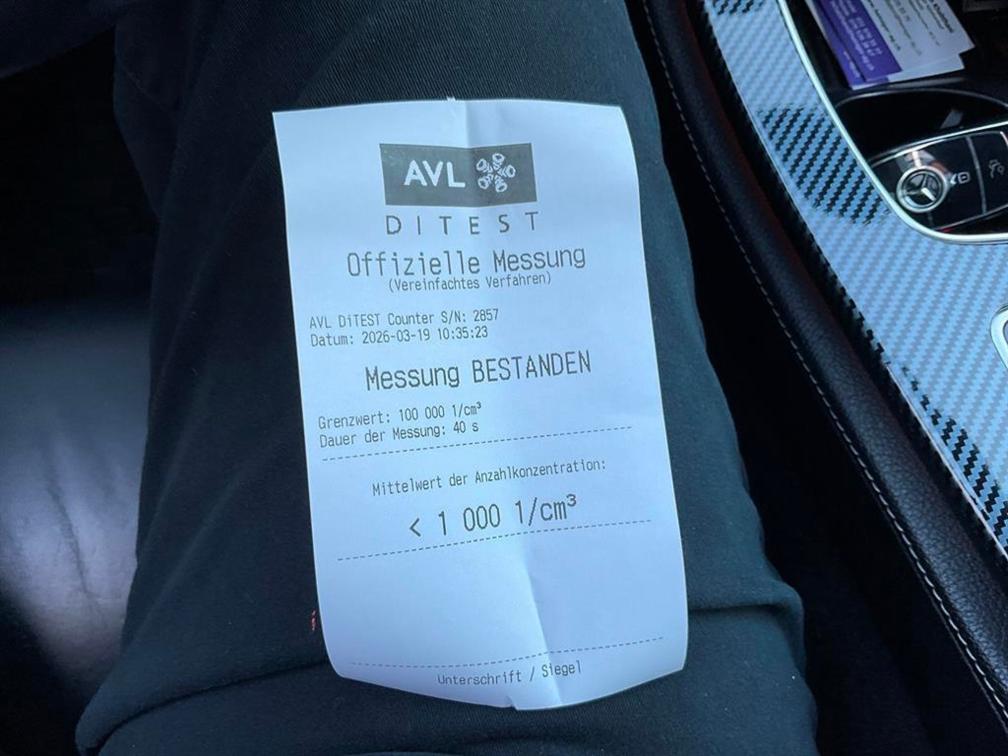 AVL
DITEST
Offizielle Messung
(Vereinfachtes Verfahren)
AVL DiTEST Counter S/N: 2857
Datum: 2026-03-19 10:35:23
Messung BESTANDEN
Grenzwert: 100 000 1/cm³
Dauer der Messung: 40 s
Mittelwert der Anzahlkonzentration:
< 1 000 1/cm³
Unterschrift / Siegel